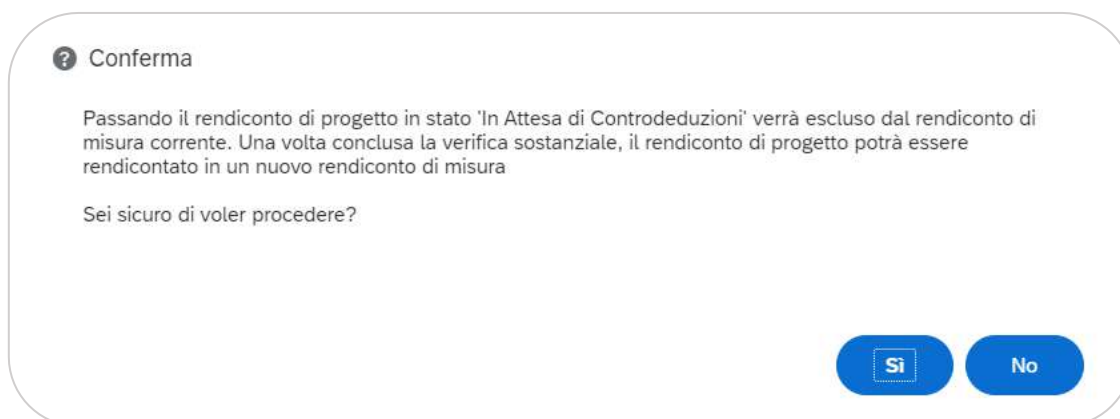 Conferma
Passando il rendiconto di progetto in stato 'In Attesa di Controdeduzioni' verrà escluso dal rendiconto di
misura corrente. Una volta conclusa la verifica sostanziale, il rendiconto di progetto potrà essere
rendicontato in un nuovo rendiconto di misura
Sei sicuro di voler procedere?
Sì No